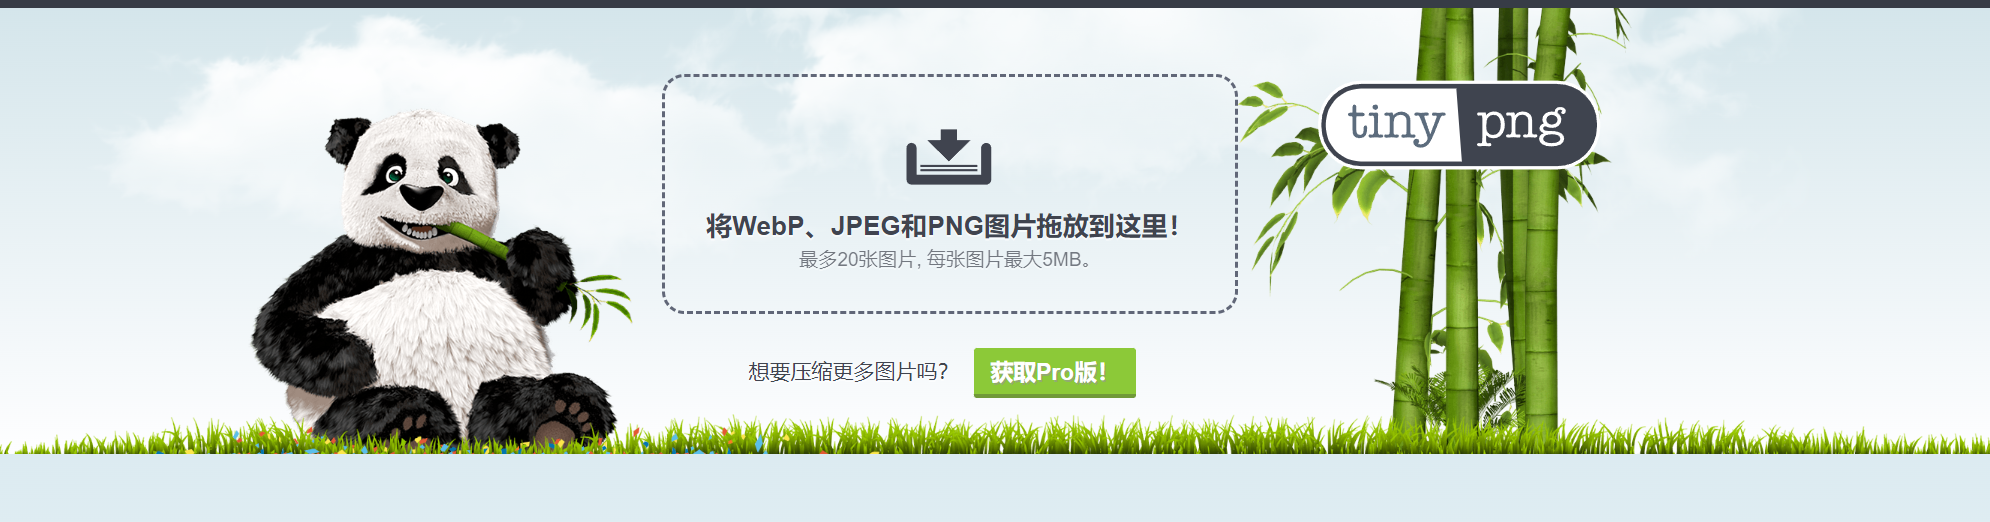 tiny png
将WebP、JPEG和PNG图片拖放到这里！
最多20张图片, 每张图片最大5MB。
想要压缩更多图片吗？
获取Pro版！